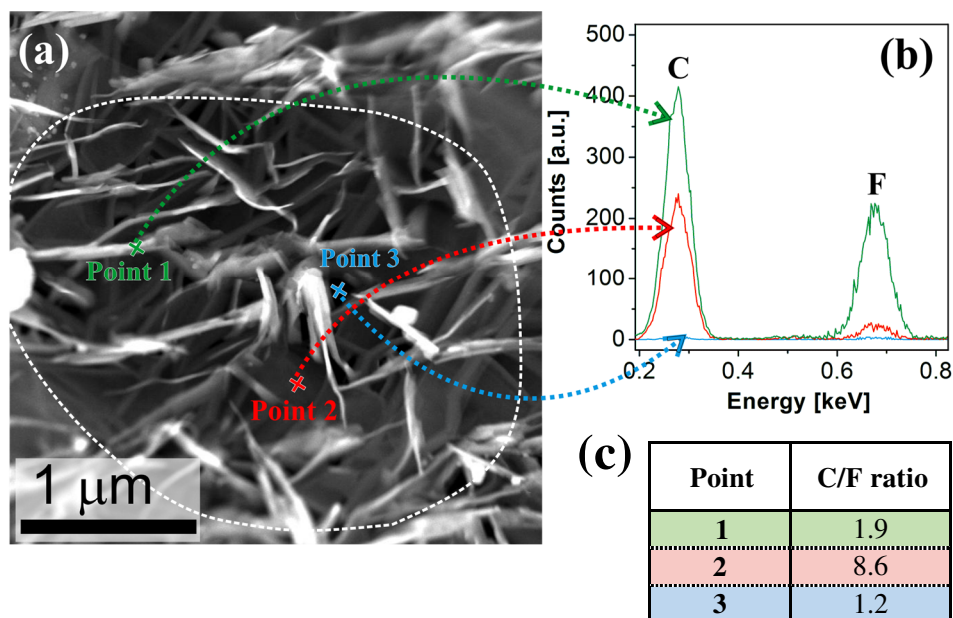 (a)
Point 1
Point 3
Point 2
1 μm
(b)
C
F
Counts [a.u.]
500
400
300
200
100
0
0.2 0.4 0.6 0.8
Energy [keV]
(c)
Point C/F ratio
1 1.9
2 8.6
3 1.2